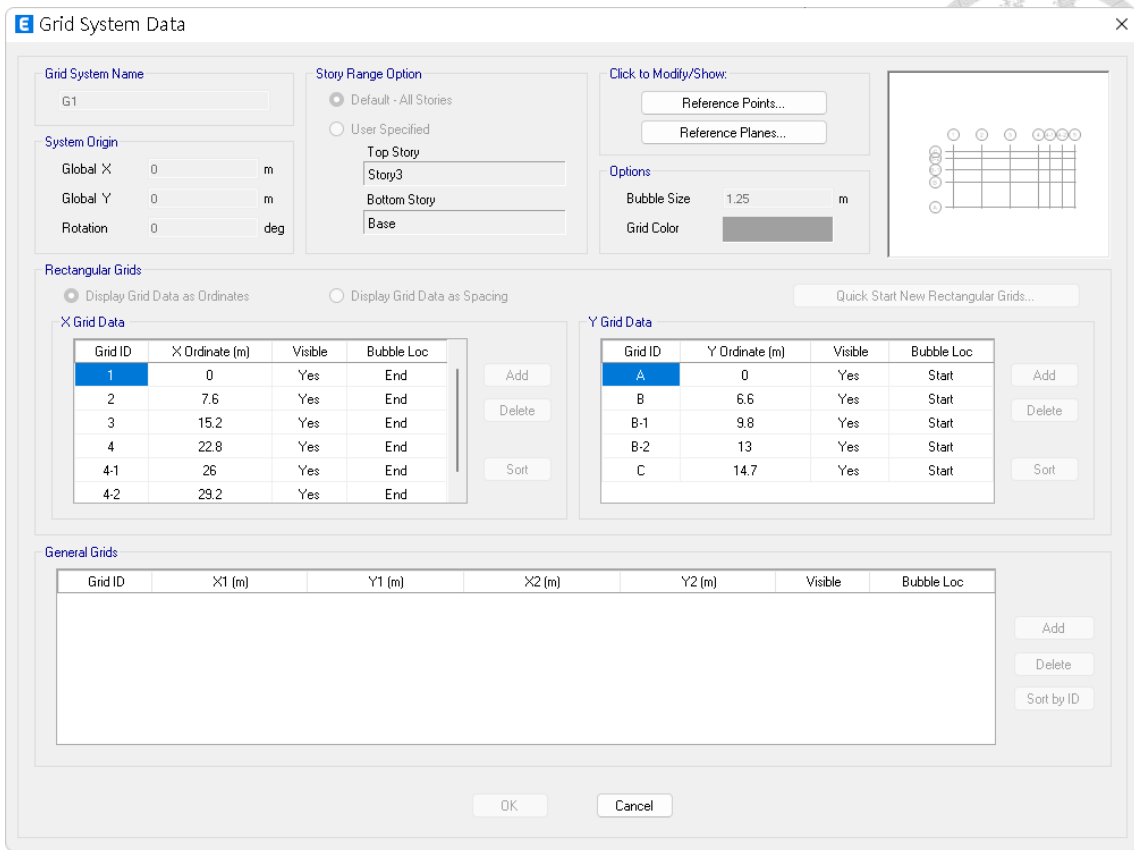 E Grid System Data
Grid System Name
G1
System Origin
Global X 0 m
Global Y 0 m
Rotation 0 deg
Story Range Option
Default - All Stories
User Specified
Top Story
Story3
Bottom Story
Base
Click to Modify/Show:
Reference Points...
Reference Planes...
Options
Bubble Size 1.25 m
Grid Color
Rectangular Grids
Display Grid Data as Ordinates
Display Grid Data as Spacing
Quick Start New Rectangular Grids...
X Grid Data
Grid ID X Ordinate (m) Visible Bubble Loc
1 0 Yes End
2 7.6 Yes End
3 15.2 Yes End
4 22.8 Yes End
4-1 26 Yes End
4-2 29.2 Yes End
Add
Delete
Sort
Y Grid Data
Grid ID Y Ordinate (m) Visible Bubble Loc
A 0 Yes Start
B 6.6 Yes Start
B-1 9.8 Yes Start
B-2 13 Yes Start
C 14.7 Yes Start
Add
Delete
Sort
General Grids
Grid ID X1 (m) Y1 (m) X2 (m) Y2 (m) Visible Bubble Loc
Add
Delete
Sort by ID
OK
Cancel